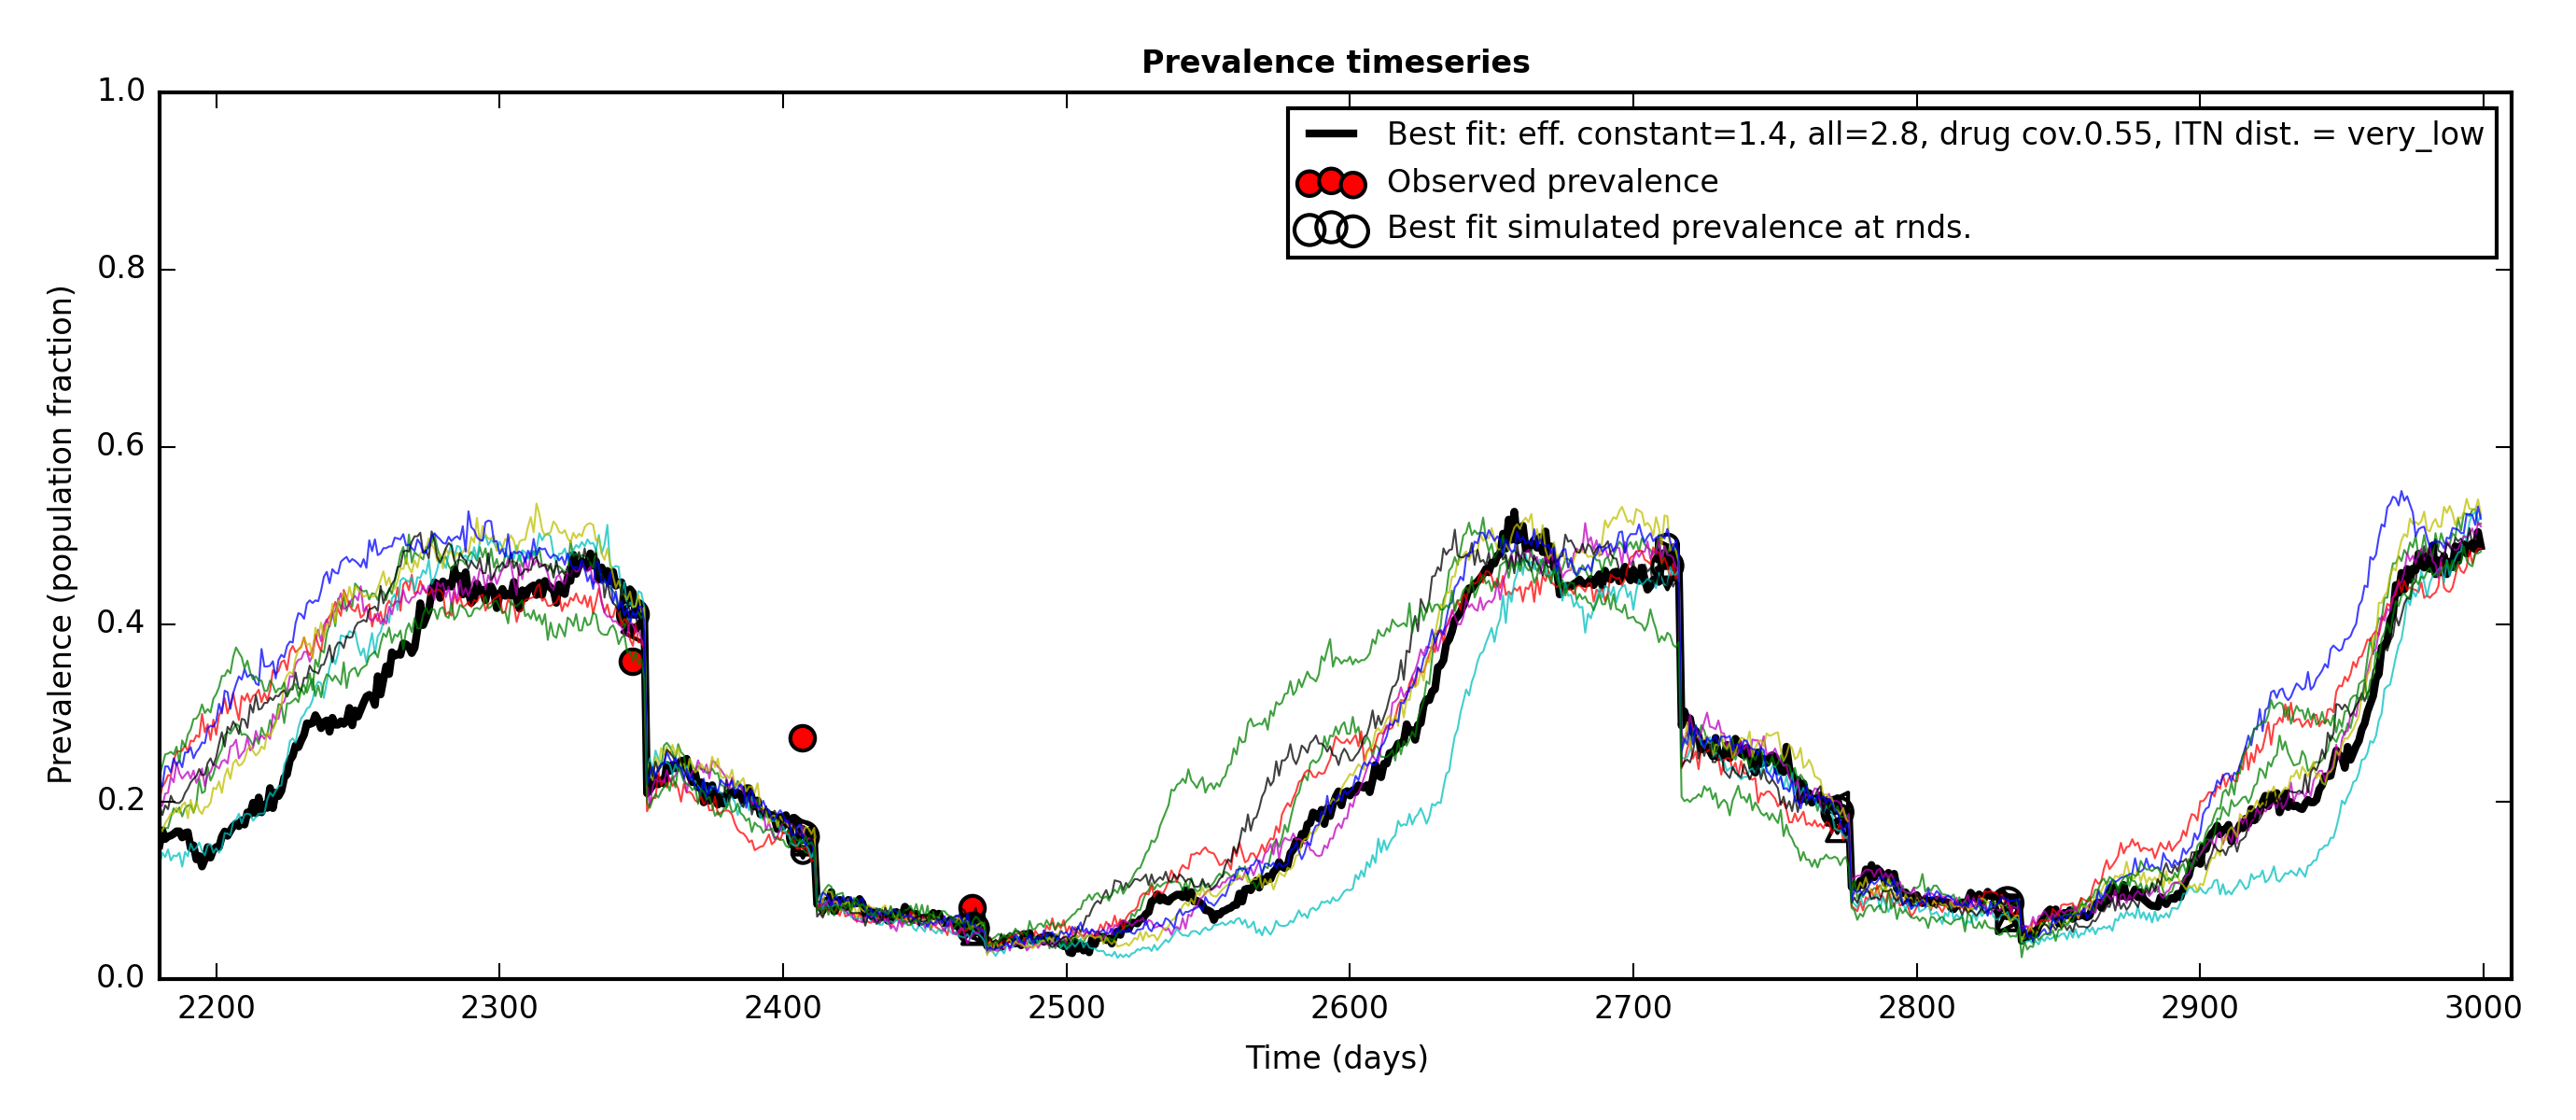 Prevalence timeseries
1.0
0.8
0.6
0.4
0.2
0.0
Prevalence (population fraction)
Best fit: eff. constant=1.4, all=2.8, drug cov.0.55, ITN dist. = very_low
Observed prevalence
Best fit simulated prevalence at rnds.
2200 2300 2400 2500 2600 2700 2800 2900 3000
Time (days)